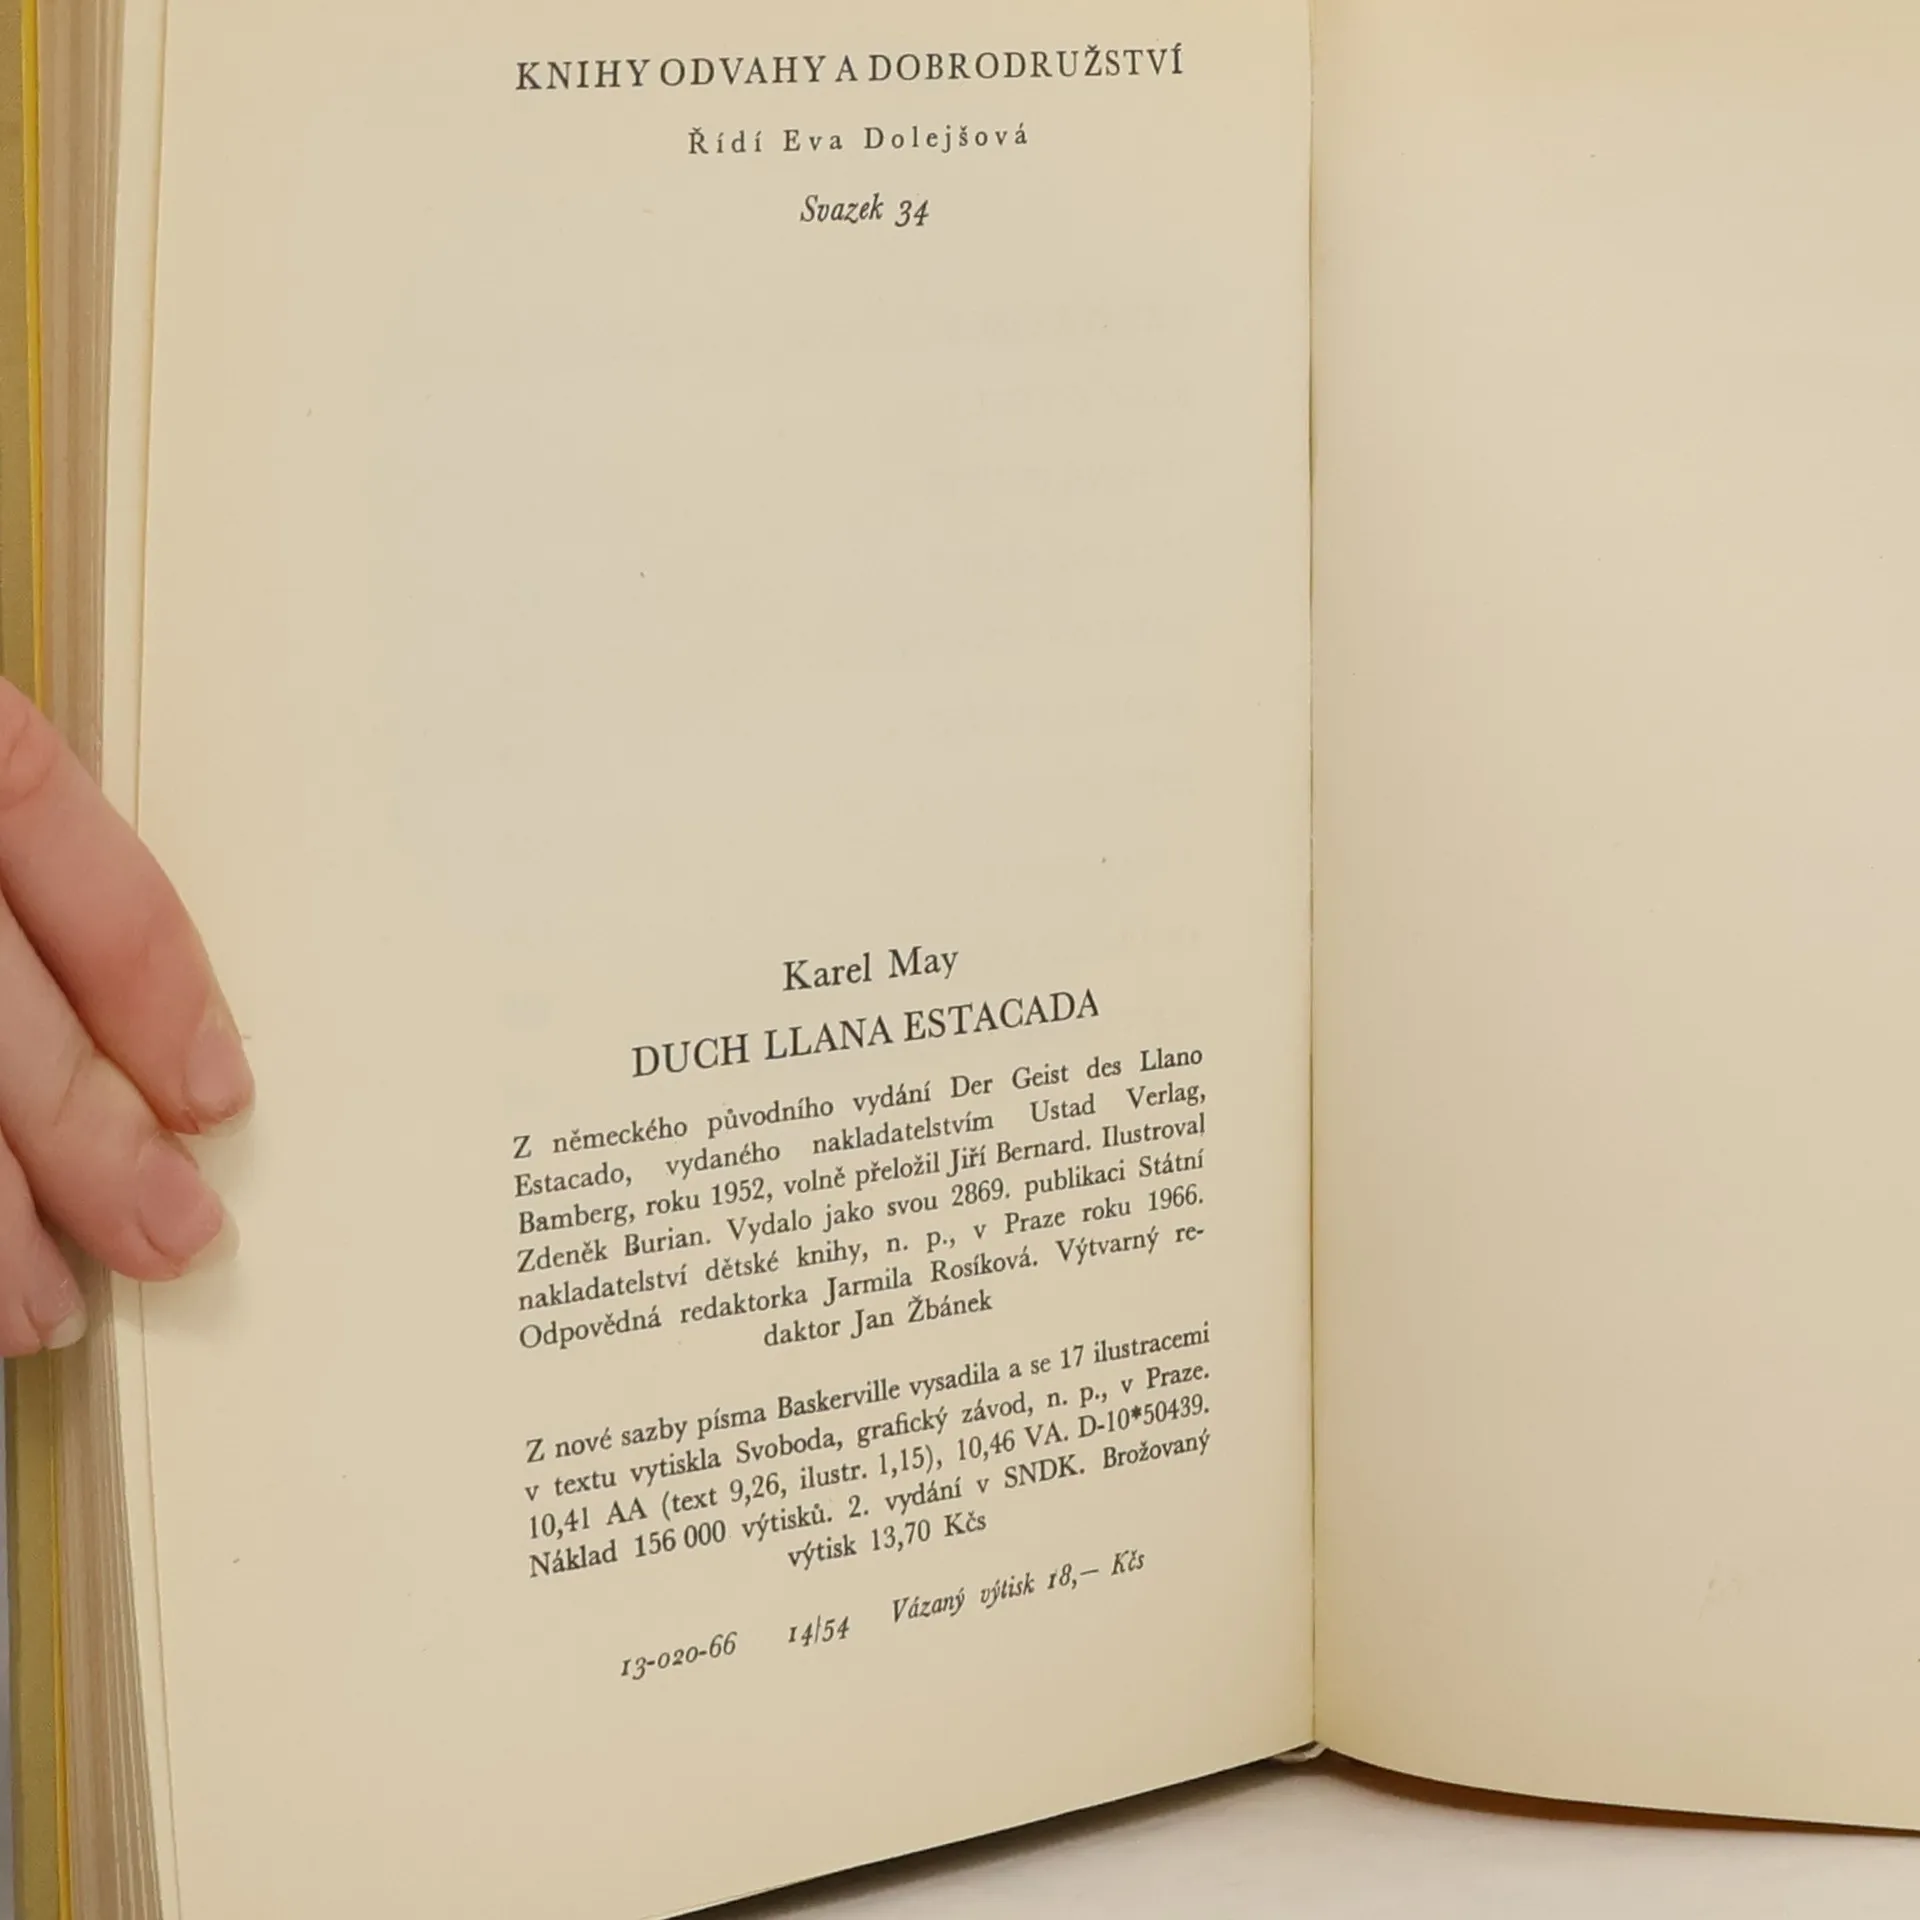 KNIHY ODVAHY A DOBRODRUŽSTVÍ
Řídí Eva Dolejšová
Svazek 34
Karel May
DUCH LLANA ESTACADA
Z německého původního vydání Der Geist des Llano
Estacado, vydaného nakladatelstvím Ustad Verlag,
Bamberg, roku 1952, volně přeložil Jiří Bernard. Ilustroval
Zdeněk Burian. Vydalo jako svou 2869. publikaci Státní
nakladatelství dětské knihy, n. p., v Praze roku 1966.
Odpovědná redaktorka Jarmila Rosíková. Výtvarný re-
daktor Jan Žbánek
Z nové sazby písma Baskerville vysadila a se 17 ilustracemi
v textu vytiskla Svoboda, grafický závod, n. p., v Praze.
10,41 AA (text 9,26, ilustr. 1,15), 10,46 VA. D-10*50439.
Náklad 156 000 výtisků. 2. vydání v SNDK. Brožovaný
výtisk 13,70 Kčs
13-020-66 14/54 Vázaný výtisk 18,— Kčs